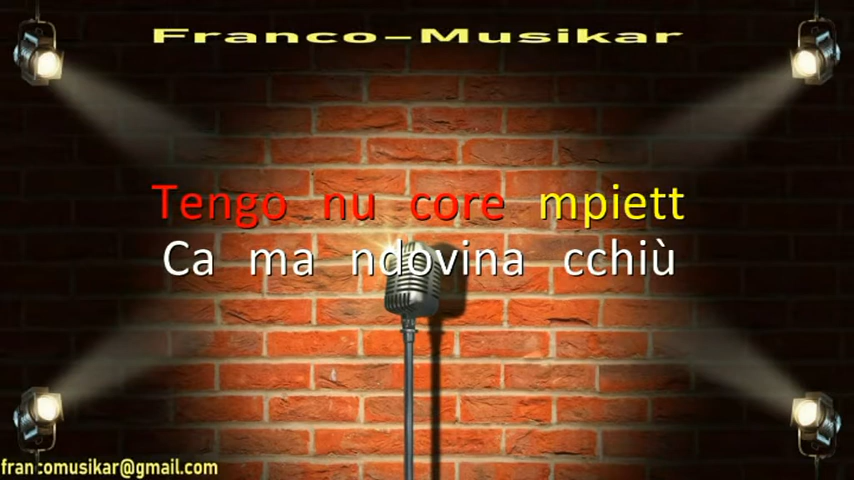 Franco-Musikar
Tengo nu core mpiett
Ca ma ndovina cchiù
fran:omusikar@gmail.com